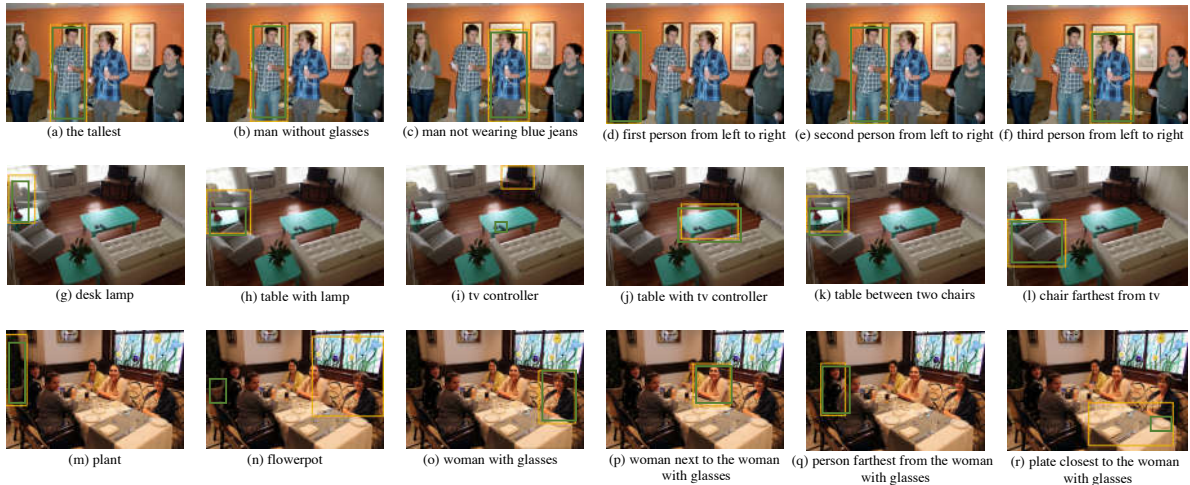 (a) the tallest
(b) man without glasses
(c) man not wearing blue jeans
(d) first person from left to right
(e) second person from left to right
(f) third person from left to right
(g) desk lamp
(h) table with lamp
(i) tv controller
(j) table with tv controller
(k) table between two chairs
(l) chair farthest from tv
(m) plant
(n) flowerpot
(o) woman with glasses
(p) woman next to the woman
with glasses
(q) person farthest from the woman
with glasses
(r) plate closest to the woman
with glasses